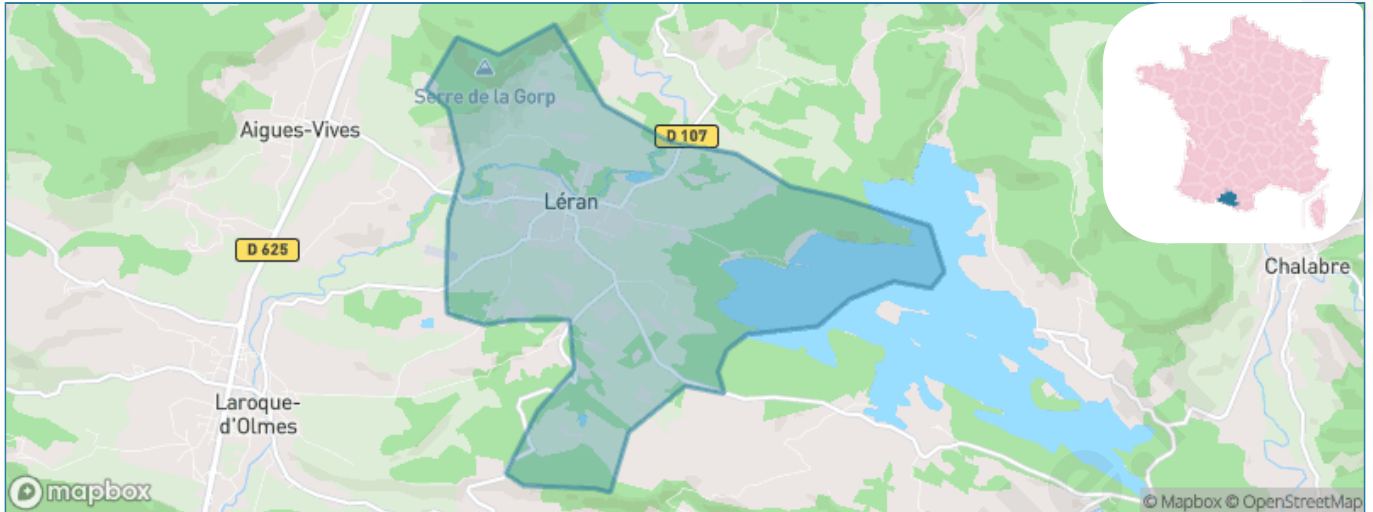 Serre de la Gorp
Aigues-Vives
D 107
Léran
D 625
Chalabre
Laroque-
d'Olmes
mapbox
© Mapbox © OpenStreetMap